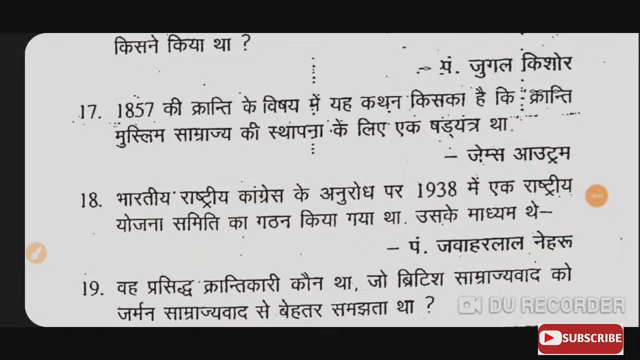 किसने किया था ?
– पं. जुगल किशोर
17. 1857 की क्रान्ति के विषय में यह कथन किसका है कि क्रान्ति
मुस्लिम साम्राज्य की स्थापना के लिए एक षड्यंत्र था.
– जेम्स आउट्रम
18. भारतीय राष्ट्रीय कांग्रेस के अनुरोध पर 1938 में एक राष्ट्रीय
योजना समिति का गठन किया गया था. उसके माध्यम थे–
– पं. जवाहरलाल नेहरू
19. वह प्रसिद्ध क्रान्तिकारी कौन था, जो ब्रिटिश साम्राज्यवाद को
जर्मन साम्राज्यवाद से बेहतर समझता था ?
DU RECORDER
SUBSCRIBE